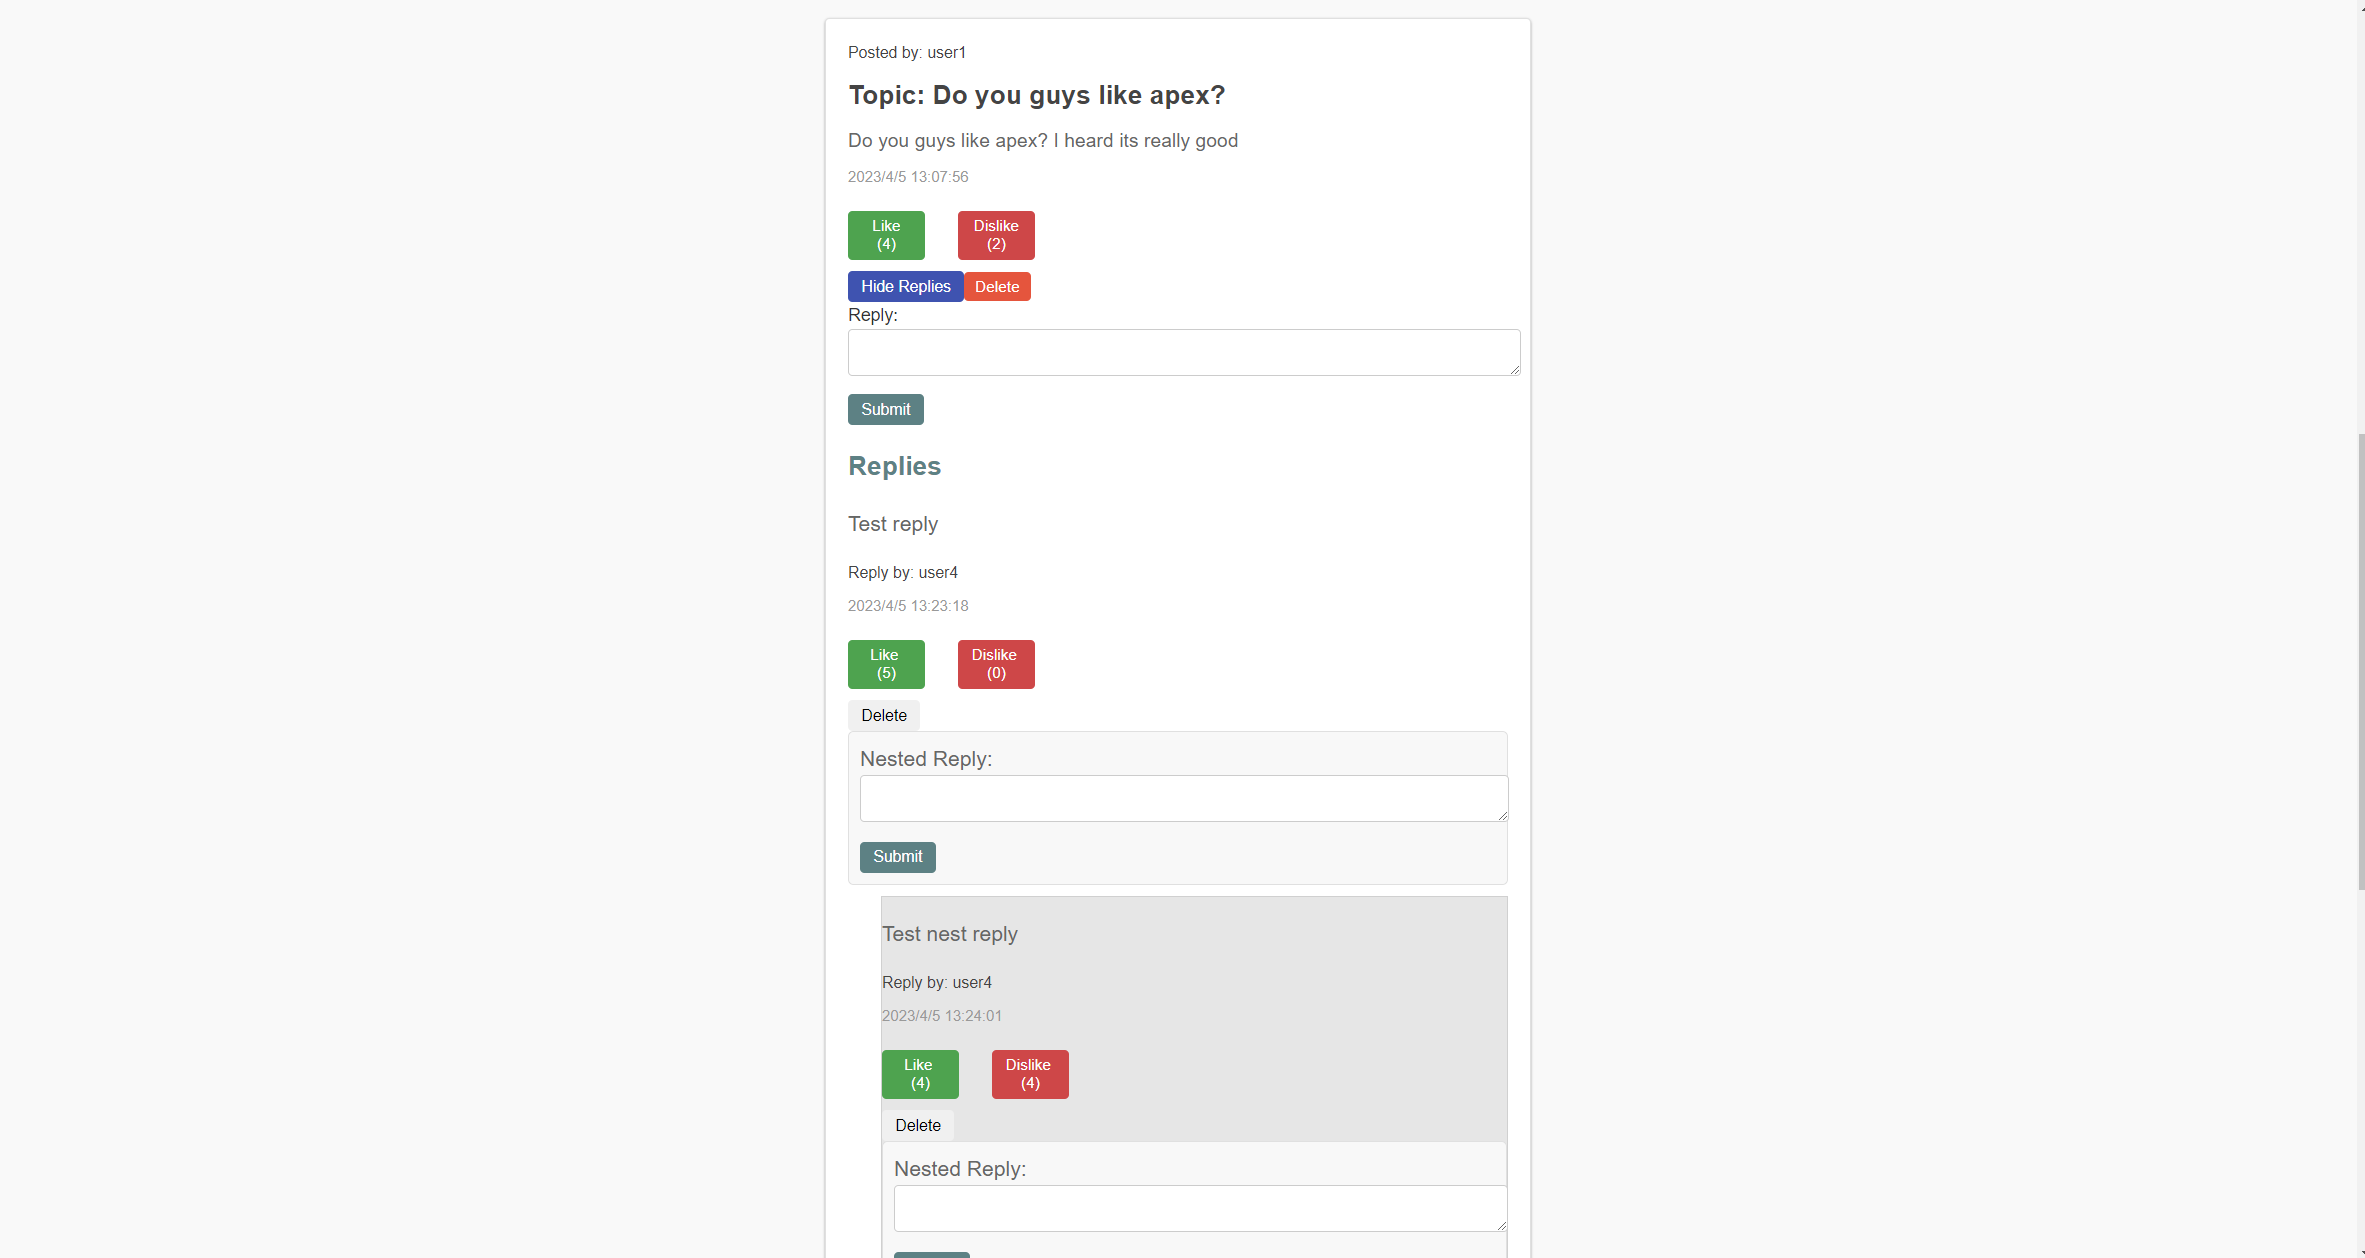 Posted by: user1
Topic: Do you guys like apex?
Do you guys like apex? I heard its really good
2023/4/5 13:07:56
Like
(4)
Dislike
(2)
Hide Replies
Delete
Reply:
Submit
Replies
Test reply
Reply by: user4
2023/4/5 13:23:18
Like
(5)
Dislike
(0)
Delete
Nested Reply:
Submit
Test nest reply
Reply by: user4
2023/4/5 13:24:01
Like
(4)
Dislike
(4)
Delete
Nested Reply: